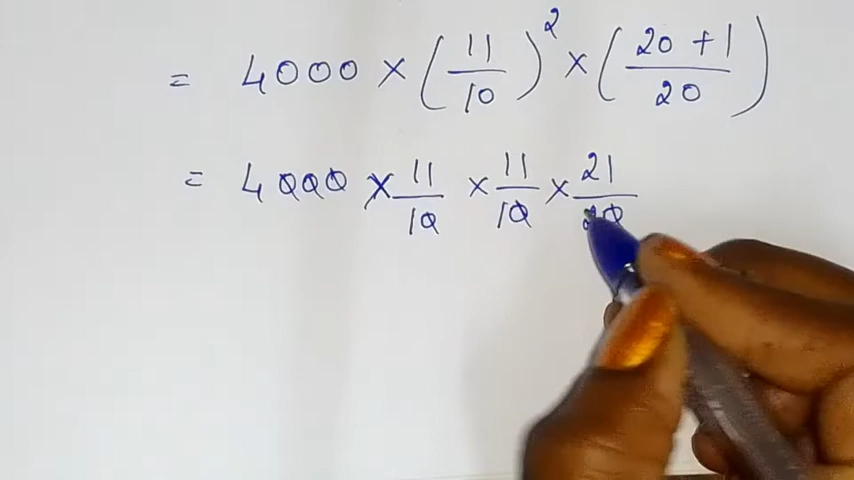 = 4000 × (11/10)² × (20 + 1/20)
= 4000 × 11/10 × 11/10 × 21/20